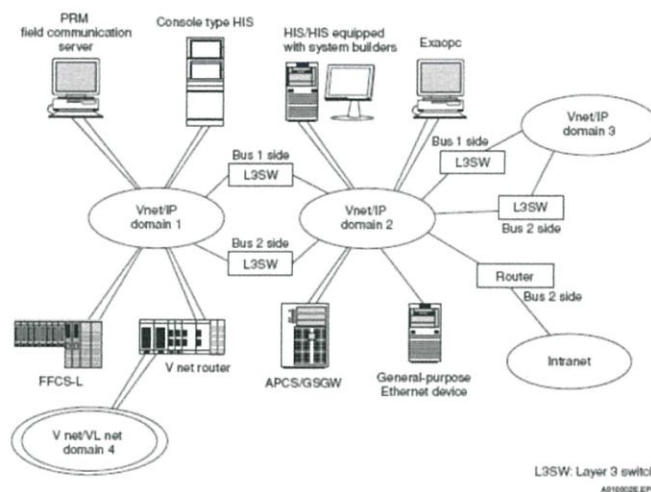 PRM
field communication
server
Console type HIS
HIS/HIS equipped
with system builders
Exaopc
Vnet/IP
domain 3
Bus 1 side
L3SW
Bus 1 side
L3SW
L3SW
Bus 2 side
Vnet/IP
domain 1
Vnet/IP
domain 2
Bus 2 side
L3SW
Router
Bus 2 side
FFCS-L
V net router
APCS/GSGW
General-purpose
Ethernet device
Intranet
V net/VL net
domain 4
L3SW: Layer 3 switch